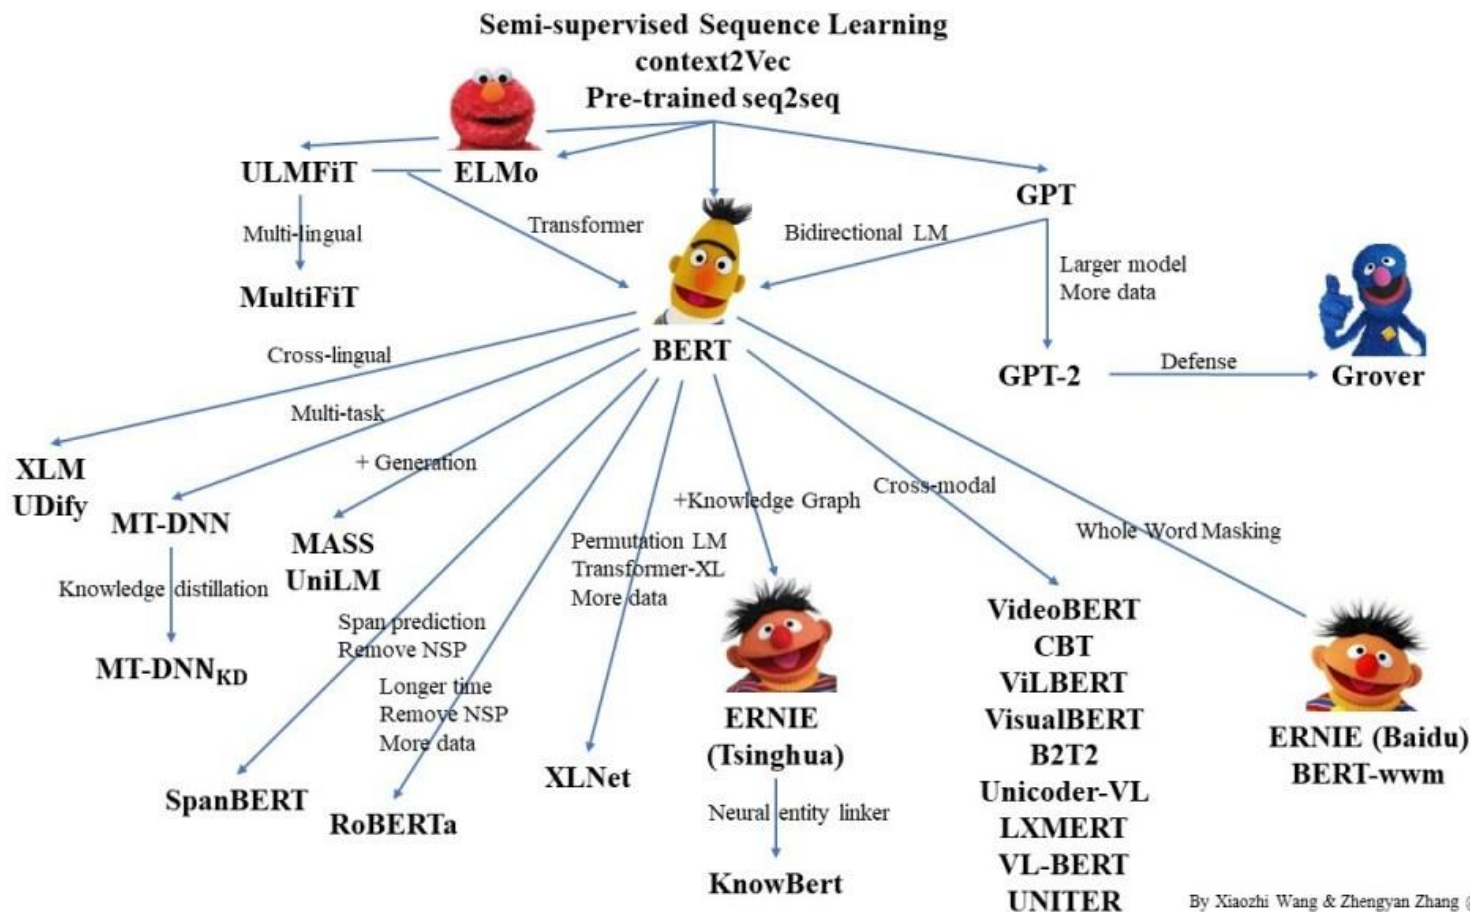 Semi-supervised Sequence Learning
context2Vec
Pre-trained seq2seq
ULMFiT
ELMo
GPT
Multi-lingual
Transformer
Bidirectional LM
Larger model
More data
MultiFiT
BERT
GPT-2
Defense
Grover
Cross-lingual
Multi-task
+ Generation
+Knowledge Graph
Cross-modal
Whole Word Masking
XLM
UDify
MT-DNN
MASS
UniLM
Permutation LM
Transformer-XL
More data
Knowledge distillation
MT-DNNKD
Span prediction
Remove NSP
Longer time
Remove NSP
More data
SpanBERT
RoBERTa
XLNet
ERNIE
(Tsinghua)
Neural entity linker
KnowBert
VideoBERT
CBT
ViLBERT
VisualBERT
B2T2
Unicoder-VL
LXMERT
VL-BERT
UNITER
ERNIE (Baidu)
BERT-wwm
By Xiaozhi Wang & Zhengyan Zhang @